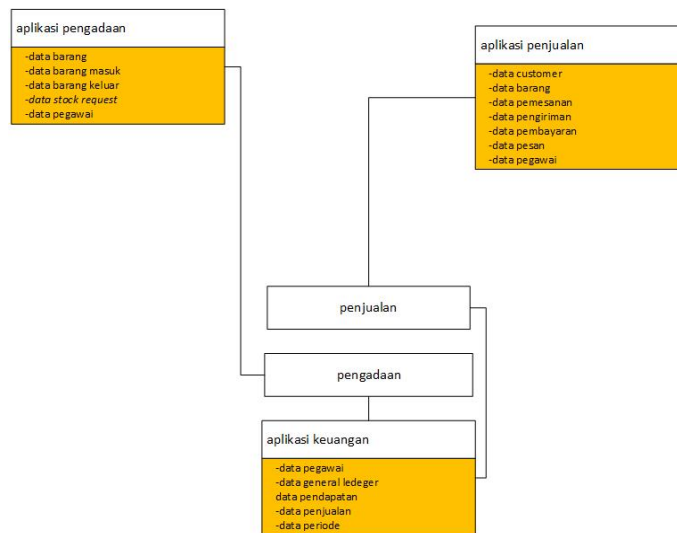 aplikasi pengadaan
-data barang
-data barang masuk
-data barang keluar
-data stock request
-data pegawai
aplikasi penjualan
-data customer
-data barang
-data pemesanan
-data pengiriman
-data pembayaran
-data pesan
-data pegawai
penjualan
pengadaan
aplikasi keuangan
-data pegawai
-data general ledeger
data pendapatan
-data penjualan
-data periode